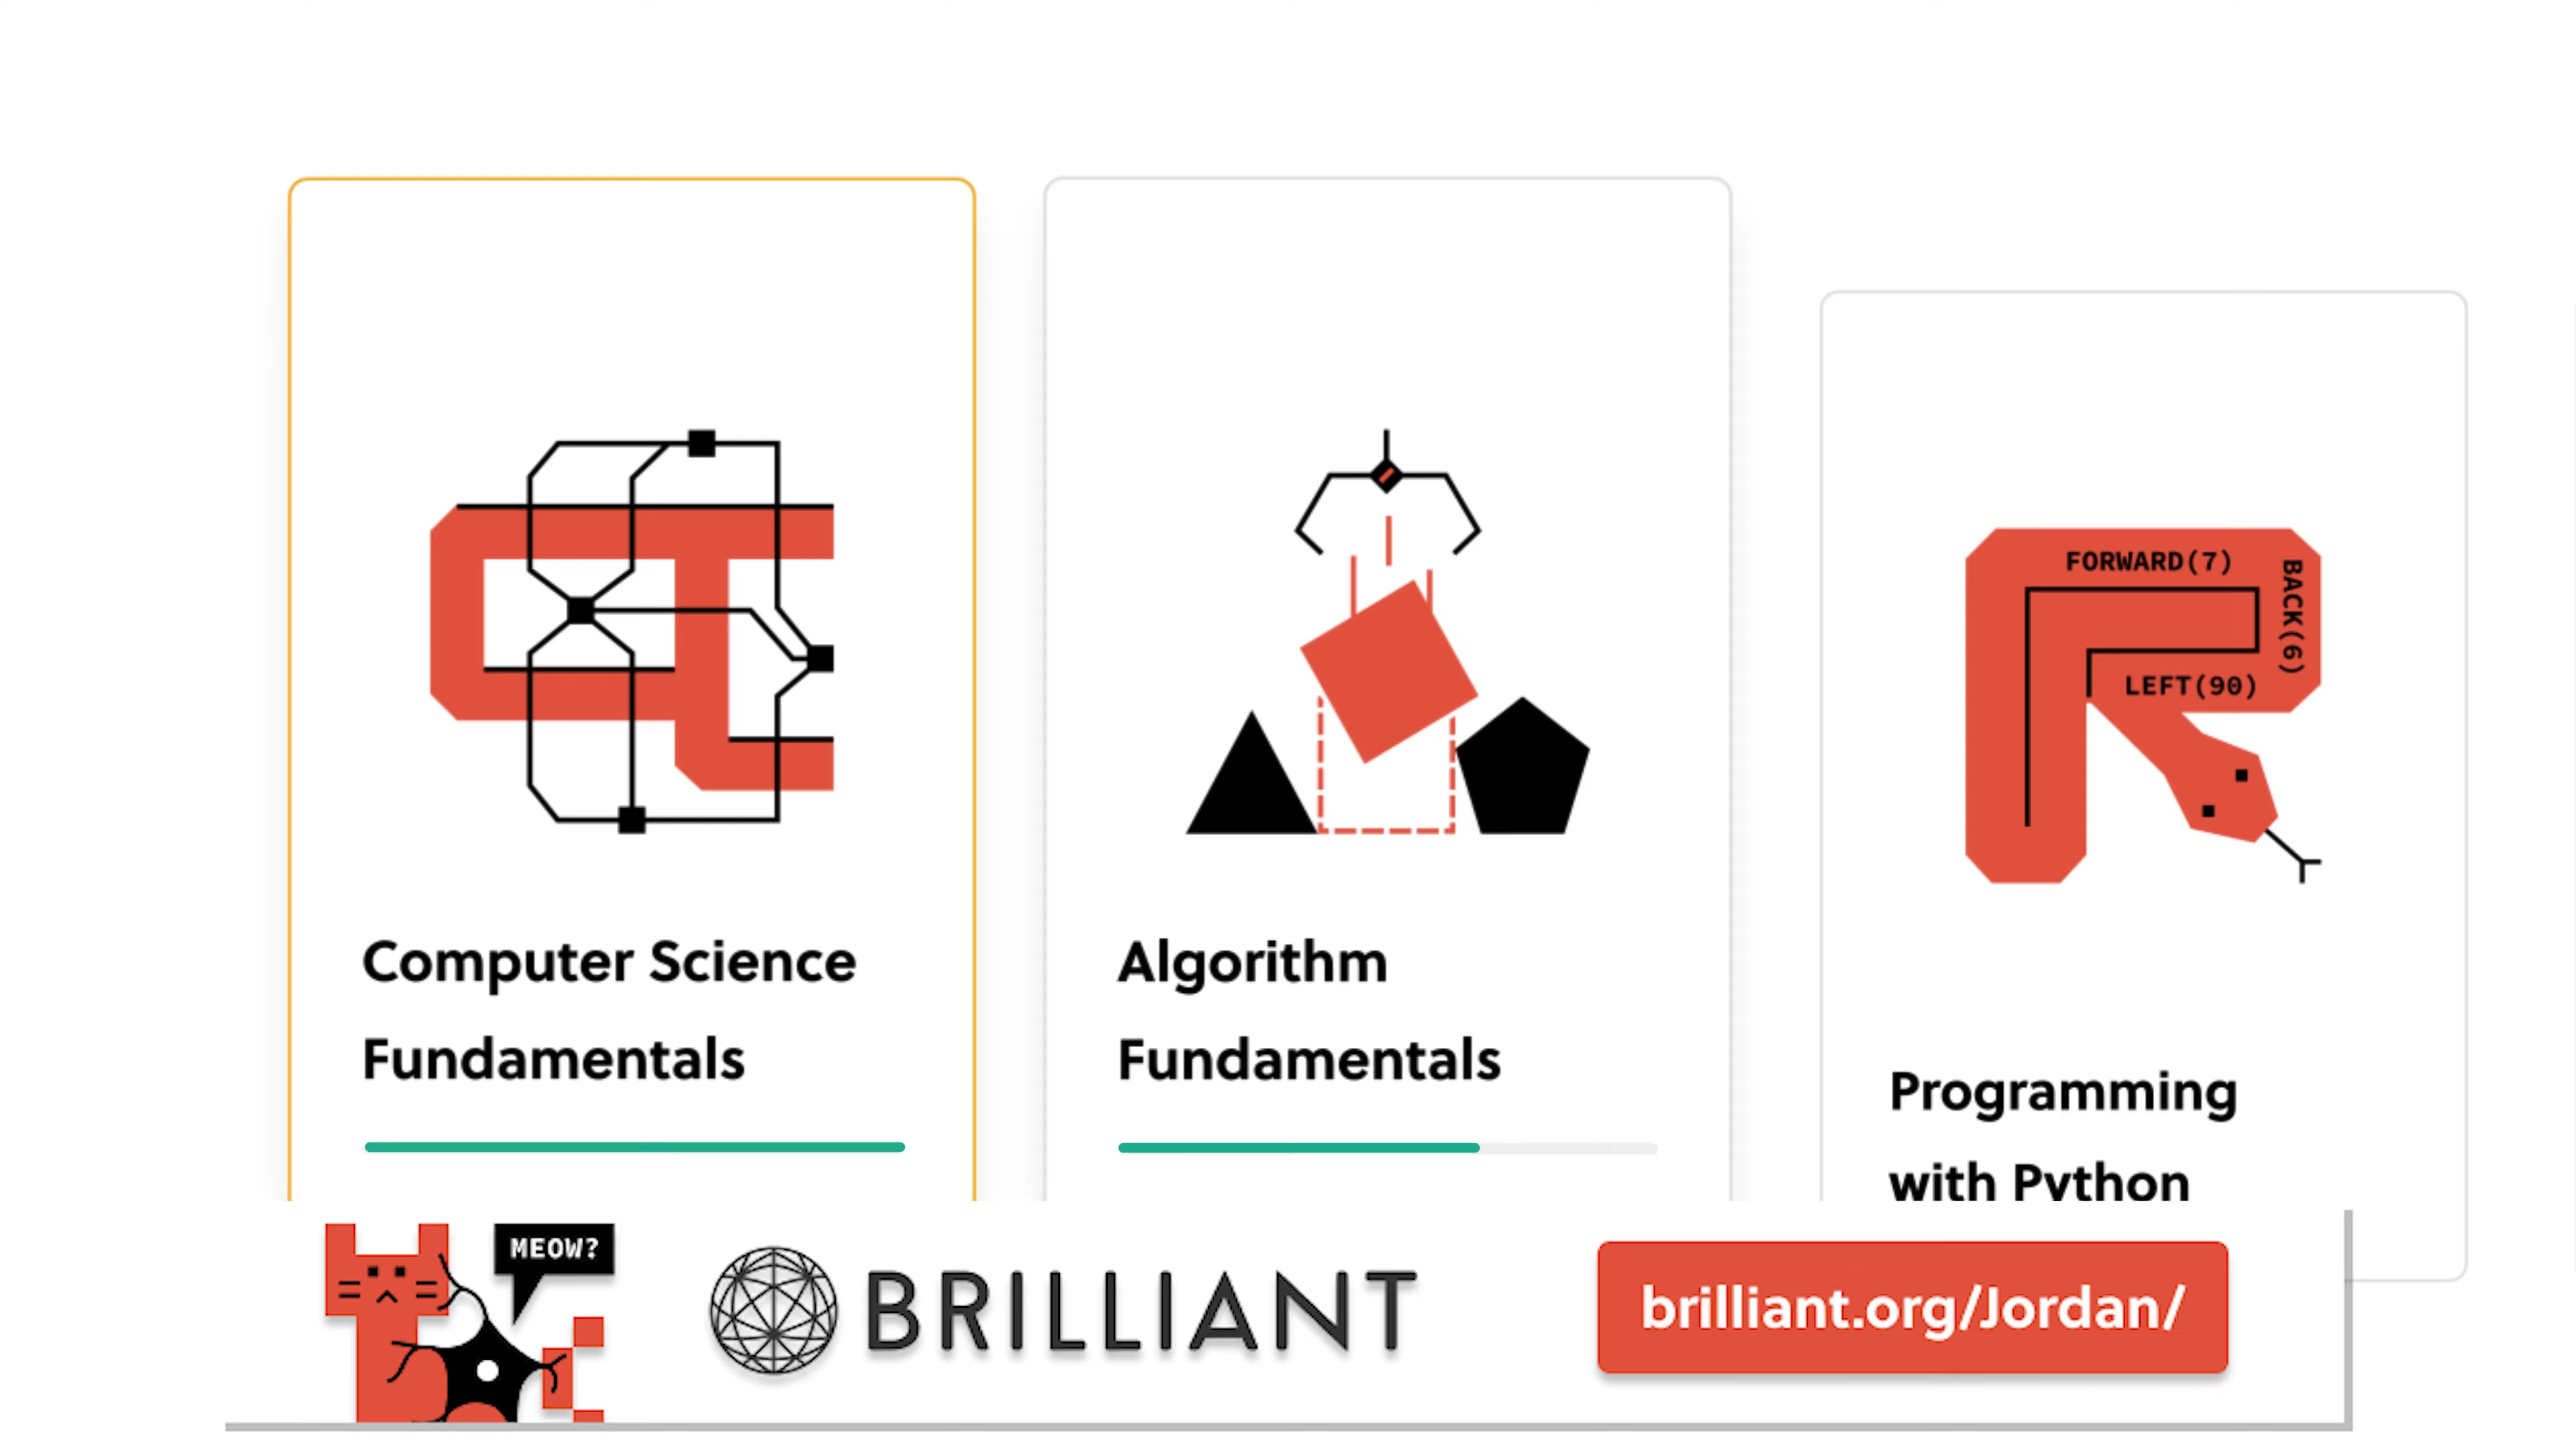 FORWARD(7)
BACK(6)
LEFT(90)
Computer Science
Fundamentals
Algorithm
Fundamentals
Programming
with Python
MEOW?
BRILLIANT
brilliant.org/Jordan/